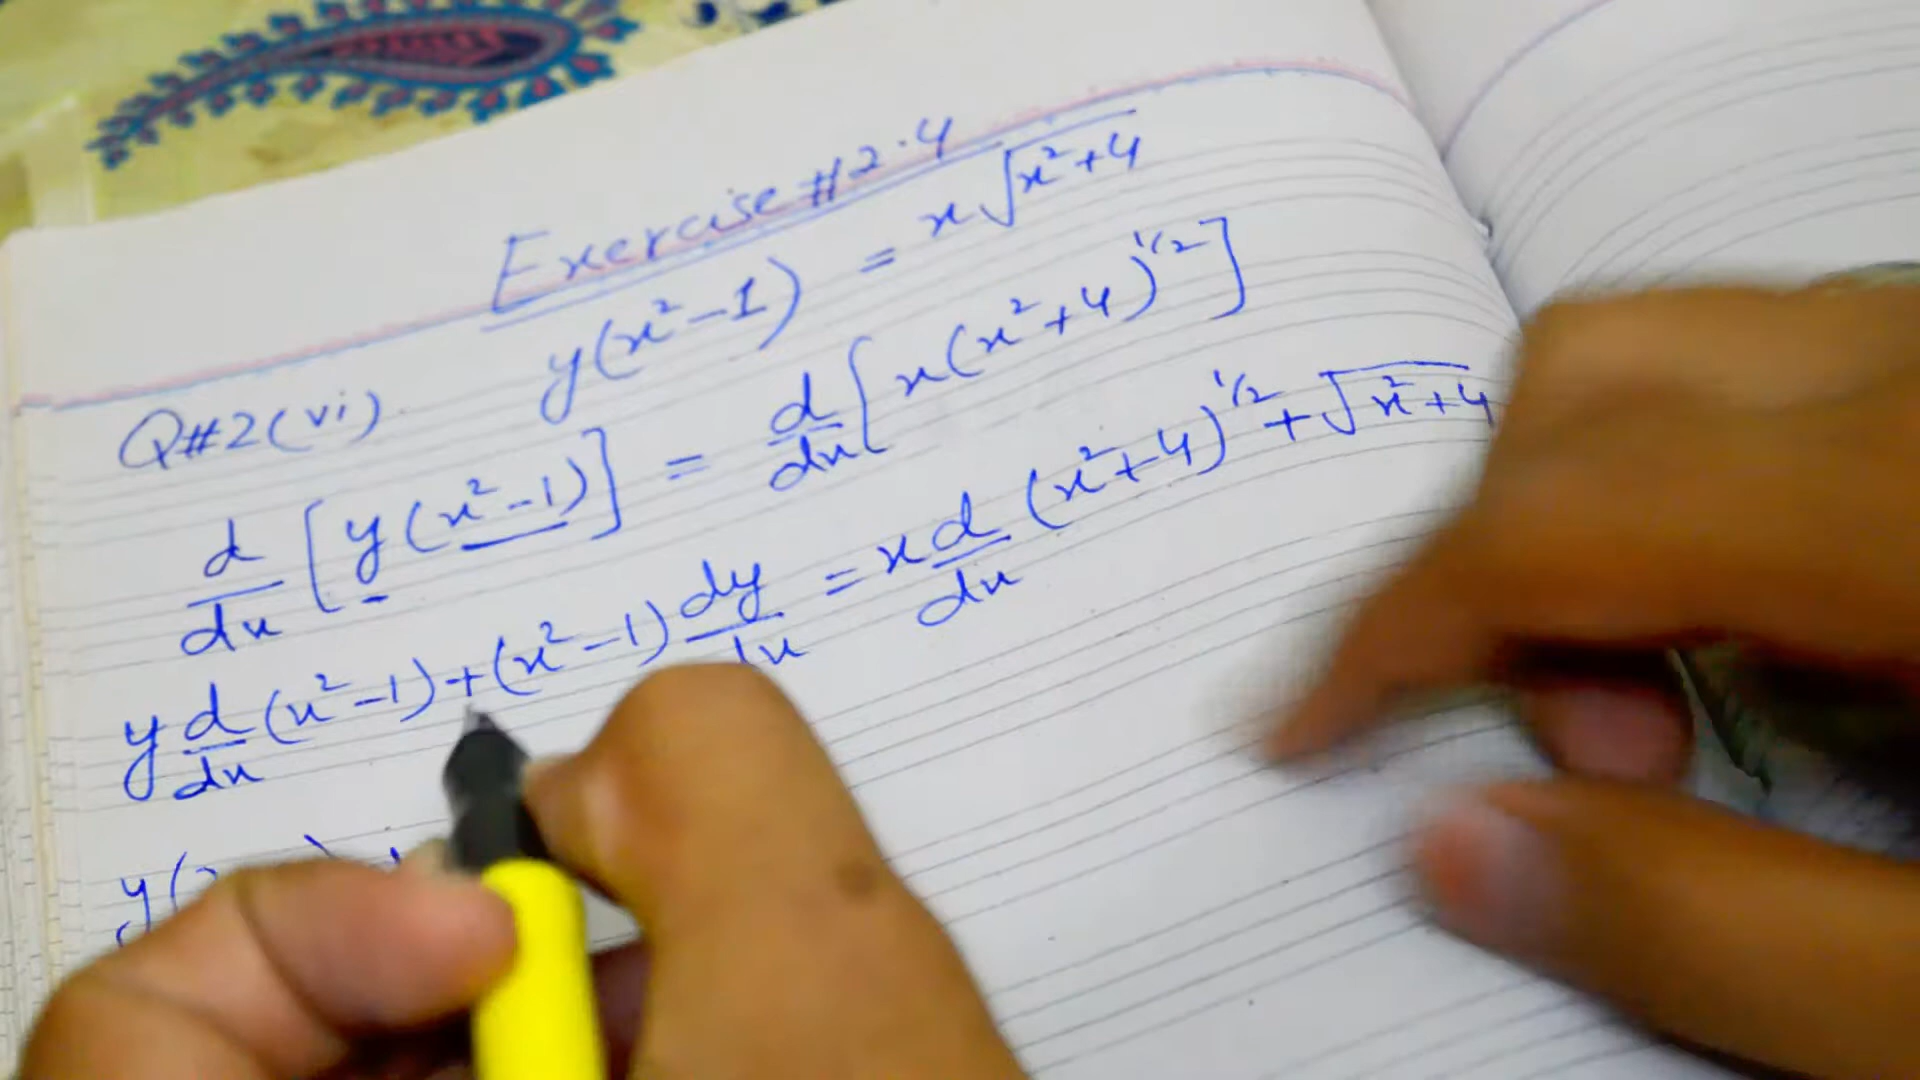 Exercise #2.4
Q#2(vi) y(x²-1) = x√(x²+4)
d/dx [y(x²-1)] = d/dx [x(x²+4)^1/2]
y d/dx (x²-1) + (x²-1) dy/dx = x d/dx (x²+4)^1/2 + √(x²+4)
y(